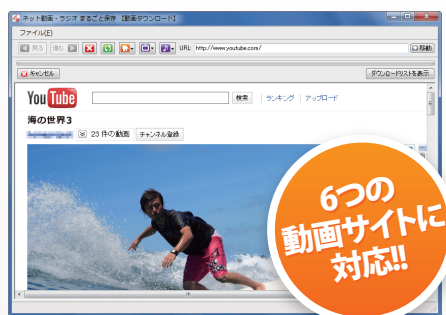 ネット動画・ラジオ まるごと保存 【動画ダウンロード】
ファイル(E)
戻る 進む URL http://www.youtube.com/ 移動
キャンセル ダウンロードリストを表示
YouTube 検索 ランキング アップロード
海の世界3
23 件の動画 チャンネル登録
6つの
動画サイトに
対応!!